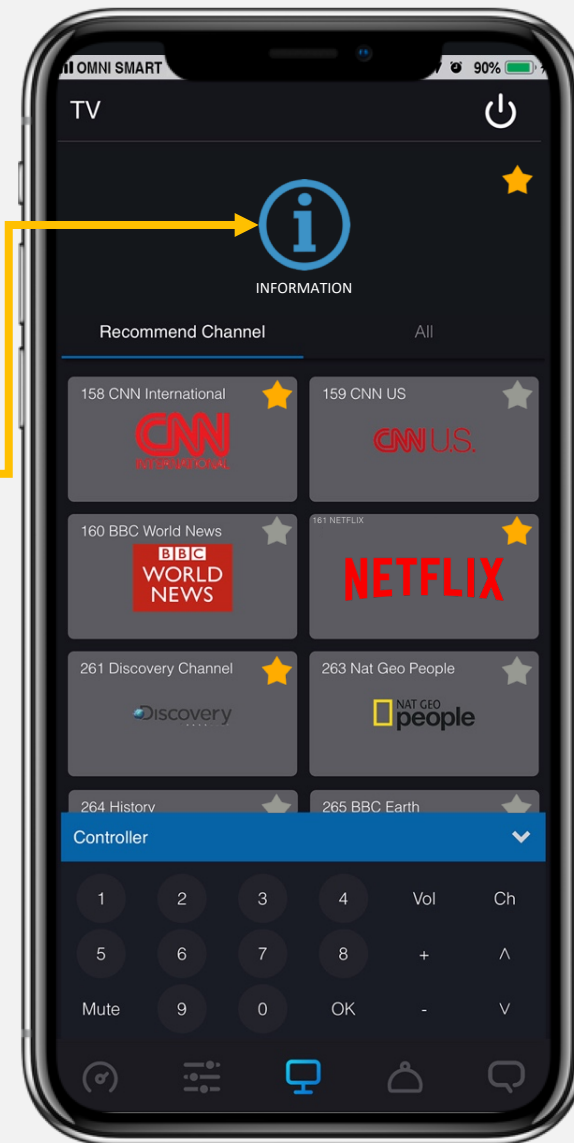 OMNI SMART
90%
TV
INFORMATION
Recommend Channel
All
158 CNN International
CNN
INTERNATIONAL
159 CNN US
CNN U.S.
160 BBC World News
BBC
WORLD
NEWS
161 NETFLIX
NETFLIX
261 Discovery Channel
Discovery
263 Nat Geo People
NAT GEO
people
264 History
265 BBC Earth
Controller
1 2 3 4 Vol Ch
5 6 7 8 + ˄
Mute 9 0 OK - ˅